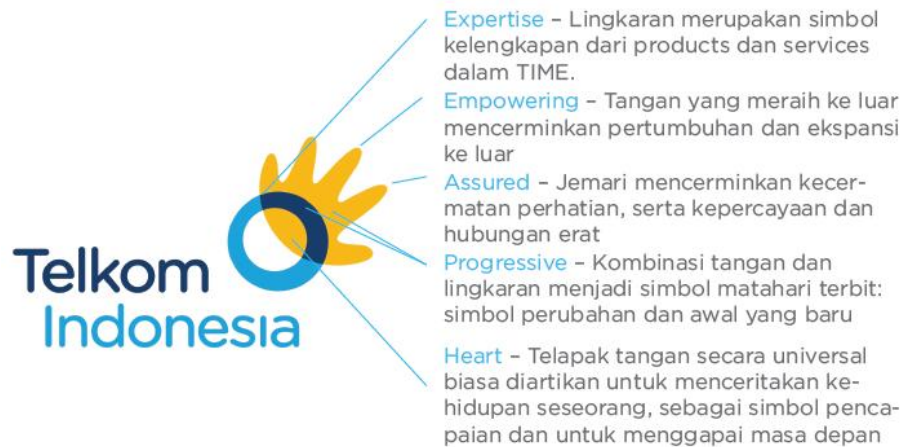 Expertise – Lingkaran merupakan simbol
kelengkapan dari products dan services
dalam TIME.
Empowering – Tangan yang meraih ke luar
mencerminkan pertumbuhan dan ekspansi
ke luar
Assured – Jemari mencerminkan kecer-
matan perhatian, serta kepercayaan dan
hubungan erat
Progressive – Kombinasi tangan dan
lingkaran menjadi simbol matahari terbit:
simbol perubahan dan awal yang baru
Heart – Telapak tangan secara universal
biasa diartikan untuk menceritakan ke-
hidupan seseorang, sebagai simbol penca-
paian dan untuk menggapai masa depan
Telkom
Indonesia